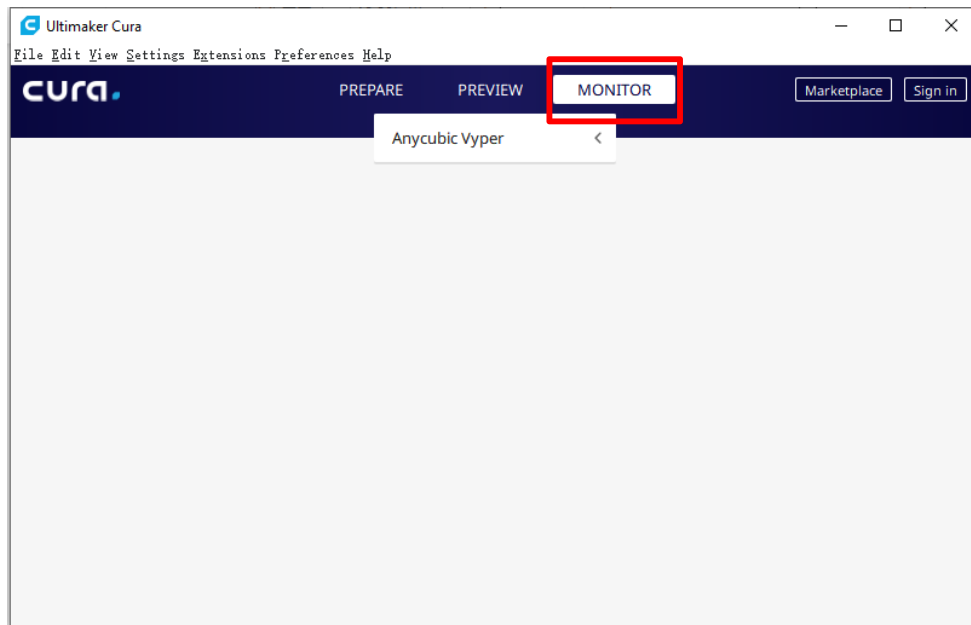 Ultimaker Cura
File Edit View Settings Extensions Preferences Help
cura. PREPARE PREVIEW MONITOR Marketplace Sign in
Anycubic Vyper